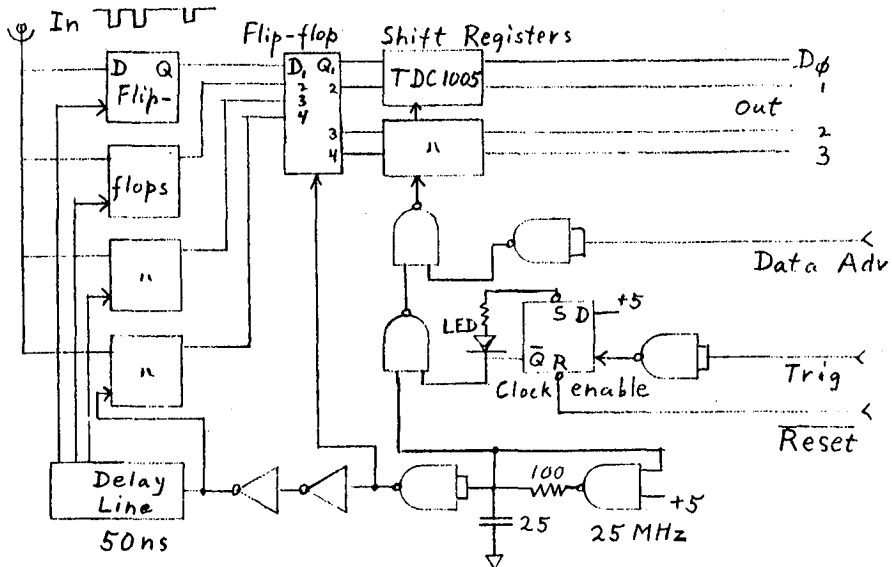 In
Flip-flop
Shift Registers
D Q
Flip-
flops
"
"
D₁ Q₁
2 2
3
4
3
4
TDC1005
"
Dϕ
1
Out
2
3
Data Adv
LED
S D
+5
Q̅ R
Clock enable
Trig
R̅e̅s̅e̅t̅
Delay
Line
50ns
100
+5
25
25 MHz